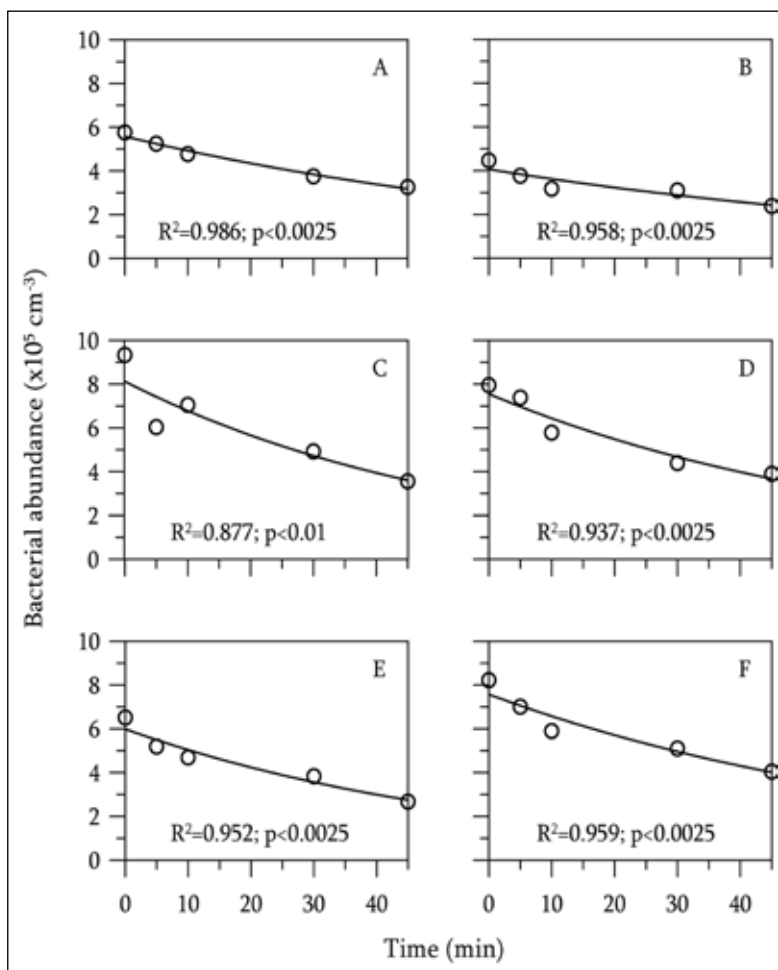 Bacterial abundance (x10⁵ cm⁻³)
10
8
6
4
2
0
A
R²=0.986; p<0.0025
B
R²=0.958; p<0.0025
10
8
6
4
2
0
C
R²=0.877; p<0.01
D
R²=0.937; p<0.0025
10
8
6
4
2
0
E
R²=0.952; p<0.0025
F
R²=0.959; p<0.0025
0 10 20 30 40
0 10 20 30 40
Time (min)